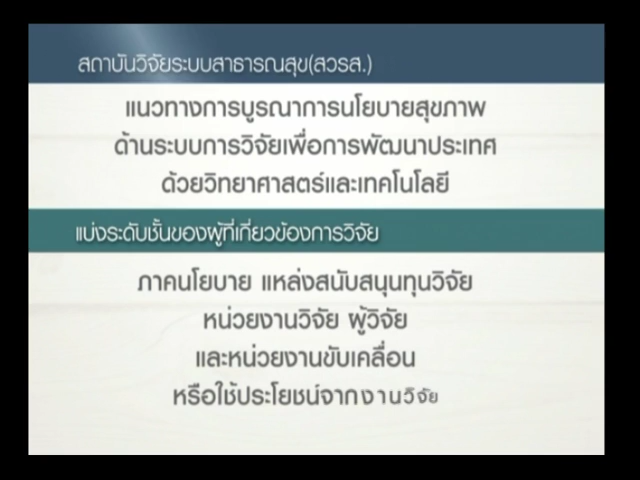 สถาบันวิจัยระบบสาธารณสุข(สวรส.)
แนวทางการบูรณาการนโยบายสุขภาพ
ด้านระบบการวิจัยเพื่อการพัฒนาประเทศ
ด้วยวิทยาศาสตร์และเทคโนโลยี
แบ่งระดับชั้นของผู้ที่เกี่ยวข้องการวิจัย
ภาคนโยบาย แหล่งสนับสนุนทุนวิจัย
หน่วยงานวิจัย ผู้วิจัย
และหน่วยงานขับเคลื่อน
หรือใช้ประโยชน์จากงานวิจัย